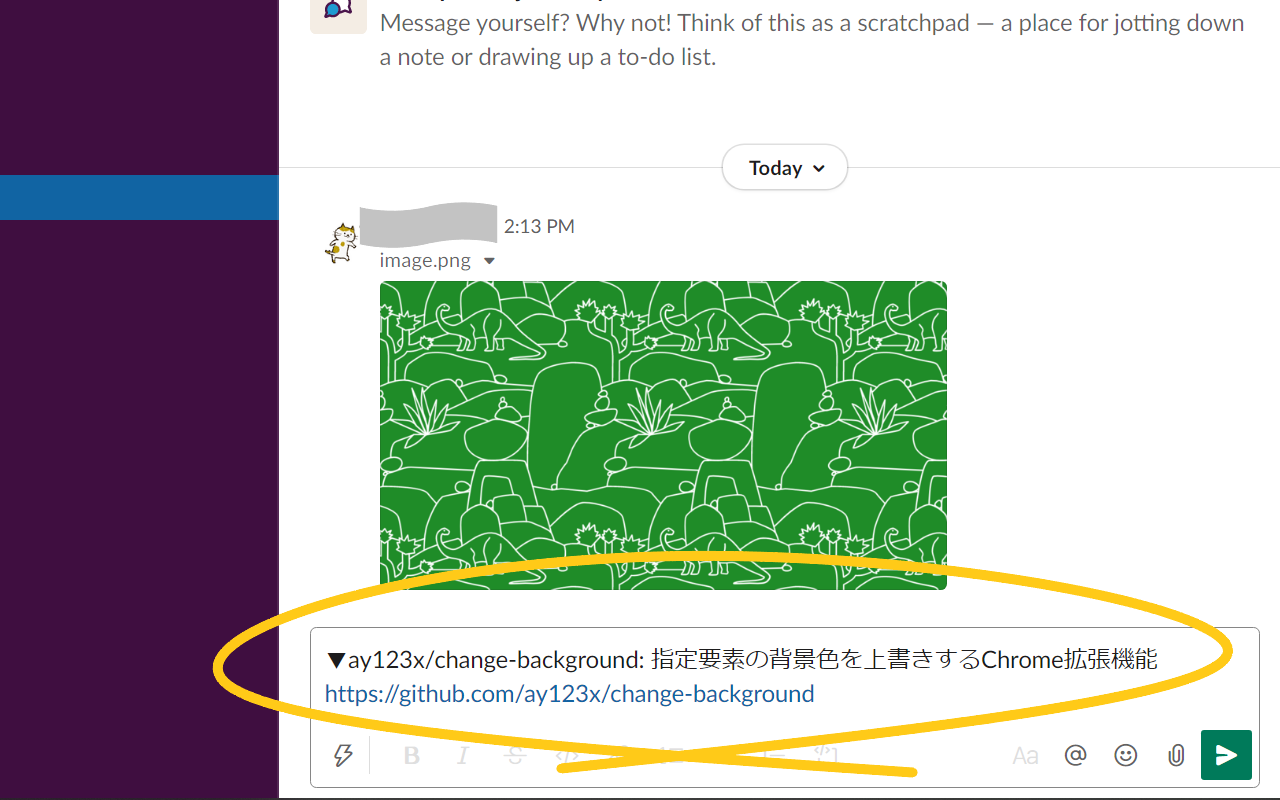 Message yourself? Why not! Think of this as a scratchpad — a place for jotting down
a note or drawing up a to-do list.
Today
2:13 PM
image.png
▼ay123x/change-background: 指定要素の背景色を上書きするChrome拡張機能
https://github.com/ay123x/change-background
B I S
Aa @